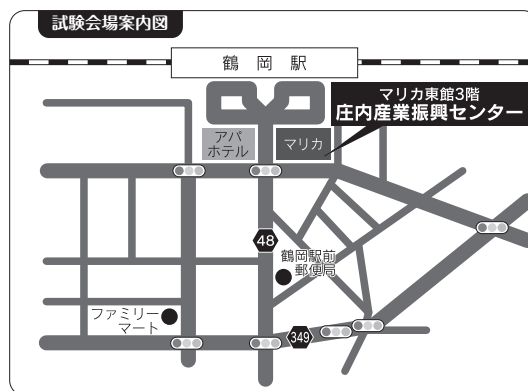 試験会場案内図
鶴岡駅
マリカ東館3階
庄内産業振興センター
アパ
ホテル
マリカ
48
鶴岡駅前
郵便局
ファミリー
マート
349